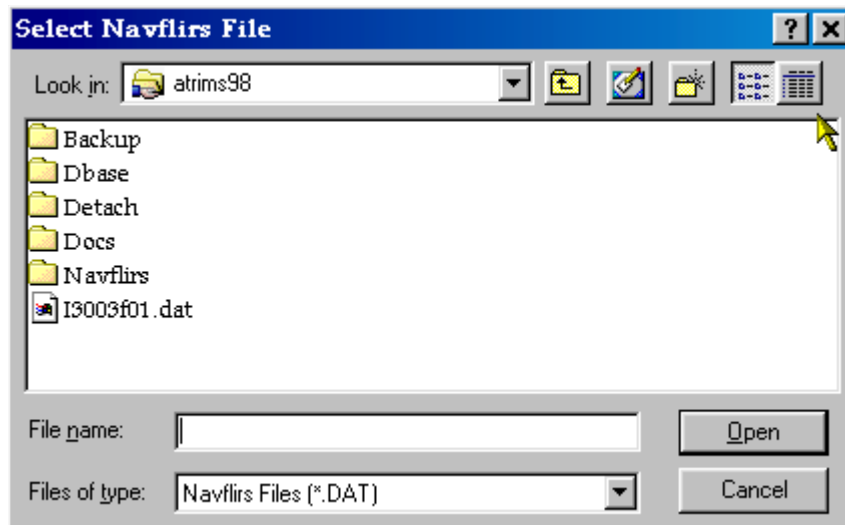 Select Navflirs File
Look in: atrims98
Backup
Dbase
Detach
Docs
Navflirs
I3003f01.dat
File name:
Open
Files of type: Navflirs Files (*.DAT)
Cancel